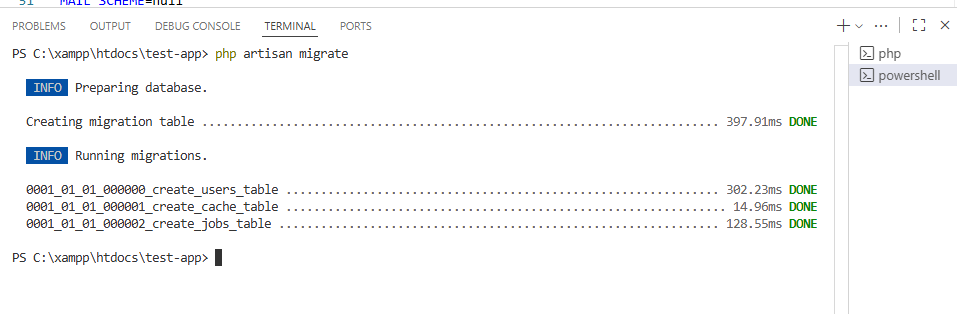 51 MAIL_SCHEME=null
PROBLEMS OUTPUT DEBUG CONSOLE TERMINAL PORTS
PS C:\xampp\htdocs\test-app> php artisan migrate
php
powershell
INFO Preparing database.
Creating migration table .......................................................................... 397.91ms DONE
INFO Running migrations.
0001_01_01_000000_create_users_table .............................................................. 302.23ms DONE
0001_01_01_000001_create_cache_table ............................................................... 14.96ms DONE
0001_01_01_000002_create_jobs_table ............................................................... 128.55ms DONE
PS C:\xampp\htdocs\test-app>